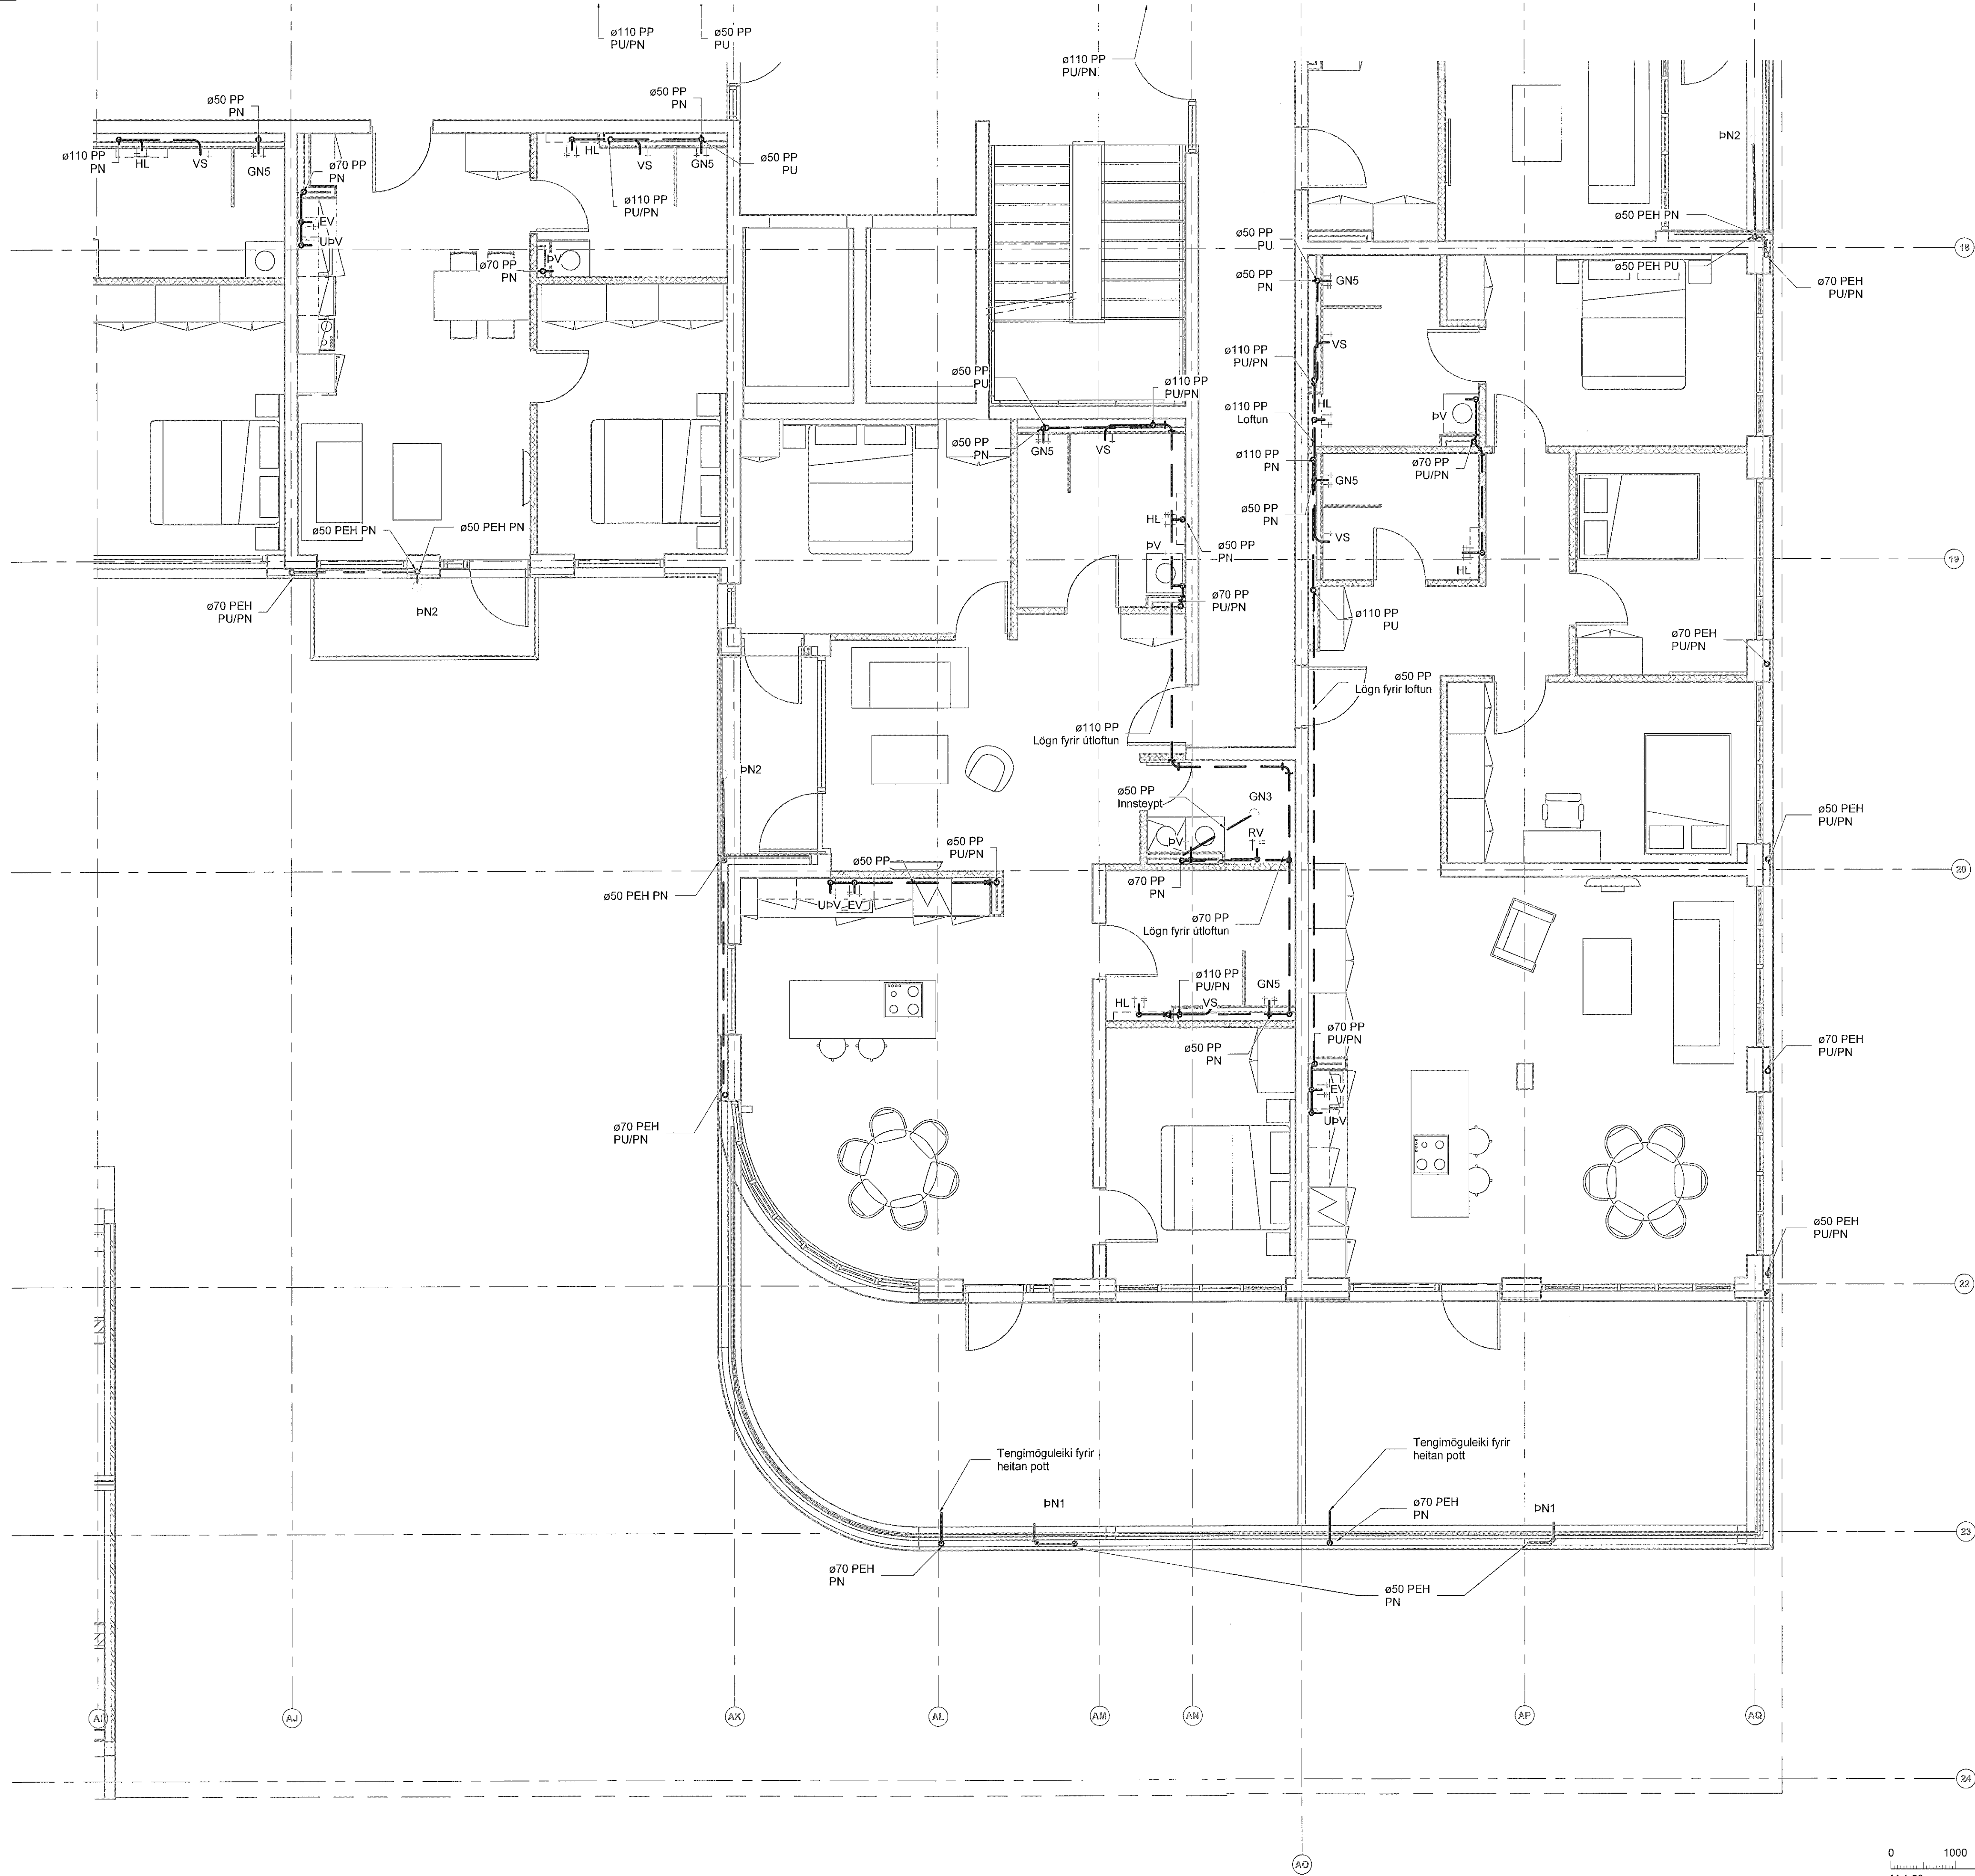 ø110 PP
PU/PN
ø50 PP
PU
ø110 PP
PU/PN
ø50 PP
PN
ø50 PP
PN
ø110 PP
PN
HL
VS
GN5
ø70 PP
PN
HL
VS
GN5
ø50 PP
PU
ø110 PP
PU/PN
EV
UÞV
ø70 PP
PN
ÞV
ÞN2
ø50 PEH PN
ø50 PEH PU
ø70 PEH
PU/PN
ø50 PP
PU
ø50 PP
PN
GN5
VS
ø110 PP
PU/PN
HL
ø110 PP
Loftun
ÞV
ø110 PP
PN
ø70 PP
PU/PN
GN5
ø50 PP
PN
VS
HL
ø50 PP
PU
ø110 PP
PU/PN
ø50 PP
PN
GN5
VS
HL
ø50 PP
PN
ÞV
ø70 PP
PU/PN
ø50 PEH PN
ø50 PEH PN
ø70 PEH
PU/PN
ÞN2
ø110 PP
PU
ø70 PEH
PU/PN
ø50 PP
Lögn fyrir loftun
ø110 PP
Lögn fyrir útloftun
ÞN2
ø50 PP
Innsteypt
GN3
RV
ÞV
ø50 PP
ø50 PP
PU/PN
ø50 PEH
PU/PN
ø50 PEH PN
UÞV
EV
ø70 PP
PN
ø70 PP
Lögn fyrir útloftun
ø110 PP
PU/PN
HL
VS
GN5
ø50 PP
PN
ø70 PP
PU/PN
EV
UÞV
ø70 PEH
PU/PN
ø70 PEH
PU/PN
ø50 PEH
PU/PN
Tengimöguleiki fyrir
heitan pott
Tengimöguleiki fyrir
heitan pott
ÞN1
ø70 PEH
PN
ÞN1
ø70 PEH
PN
ø50 PEH
PN
18
19
20
22
23
24
AI
AJ
AK
AL
AM
AN
AO
AP
AQ
0 1000